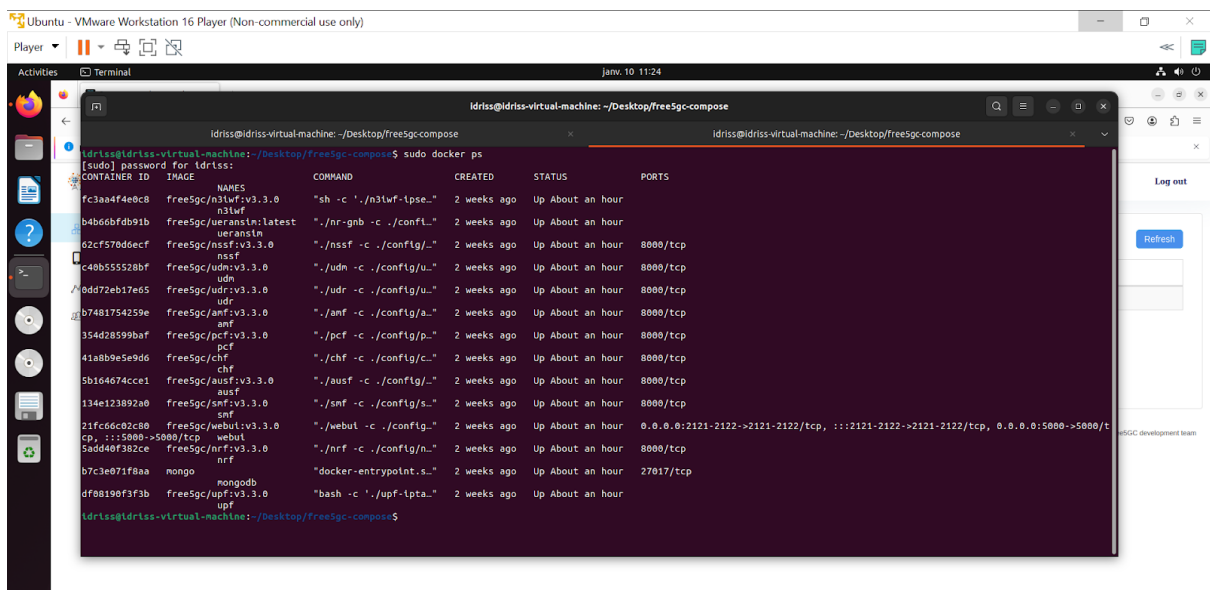 Ubuntu - VMware Workstation 16 Player (Non-commercial use only)
Player
Activities Terminal janv. 10 11:24
idriss@idriss-virtual-machine: ~/Desktop/free5gc-compose
idriss@idriss-virtual-machine: ~/Desktop/free5gc-compose × idriss@idriss-virtual-machine: ~/Desktop/free5gc-compose ×
idriss@idriss-virtual-machine:~/Desktop/free5gc-compose$ sudo docker ps
[sudo] password for idriss:
CONTAINER ID IMAGE COMMAND CREATED STATUS PORTS
NAMES
fc3aa4f4e0c8 free5gc/n3iwf:v3.3.0 "sh -c './n3iwf-ipse…" 2 weeks ago Up About an hour
n3iwf
b4b66bfdb91b free5gc/ueransim:latest "./nr-gnb -c ./confi…" 2 weeks ago Up About an hour
ueransim
62cf570d6ecf free5gc/nssf:v3.3.0 "./nssf -c ./config/…" 2 weeks ago Up About an hour 8000/tcp
nssf
c40b555528bf free5gc/udm:v3.3.0 "./udm -c ./config/u…" 2 weeks ago Up About an hour 8000/tcp
udm
0dd72eb17e65 free5gc/udr:v3.3.0 "./udr -c ./config/u…" 2 weeks ago Up About an hour 8000/tcp
udr
b7481754259e free5gc/amf:v3.3.0 "./amf -c ./config/a…" 2 weeks ago Up About an hour 8000/tcp
amf
354d28599baf free5gc/pcf:v3.3.0 "./pcf -c ./config/p…" 2 weeks ago Up About an hour 8000/tcp
pcf
41a8b9e5e9d6 free5gc/chf "./chf -c ./config/c…" 2 weeks ago Up About an hour 8000/tcp
chf
5b164674cce1 free5gc/ausf:v3.3.0 "./ausf -c ./config/…" 2 weeks ago Up About an hour 8000/tcp
ausf
134e123892a0 free5gc/smf:v3.3.0 "./smf -c ./config/s…" 2 weeks ago Up About an hour 8000/tcp
smf
21fc66c02c80 free5gc/webui:v3.3.0 "./webui -c ./config…" 2 weeks ago Up About an hour 0.0.0.0:2121-2122->2121-2122/tcp, :::2121-2122->2121-2122/tcp, 0.0.0.0:5000->5000/t
cp, :::5000->5000/tcp webui
5add40f382ce free5gc/nrf:v3.3.0 "./nrf -c ./config/n…" 2 weeks ago Up About an hour 8000/tcp
nrf
b7c3e071f8aa mongo "docker-entrypoint.s…" 2 weeks ago Up About an hour 27017/tcp
mongodb
df08190f3f3b free5gc/upf:v3.3.0 "bash -c './upf-ipta…" 2 weeks ago Up About an hour
upf
idriss@idriss-virtual-machine:~/Desktop/free5gc-compose$
Log out
Refresh
ee5GC development team